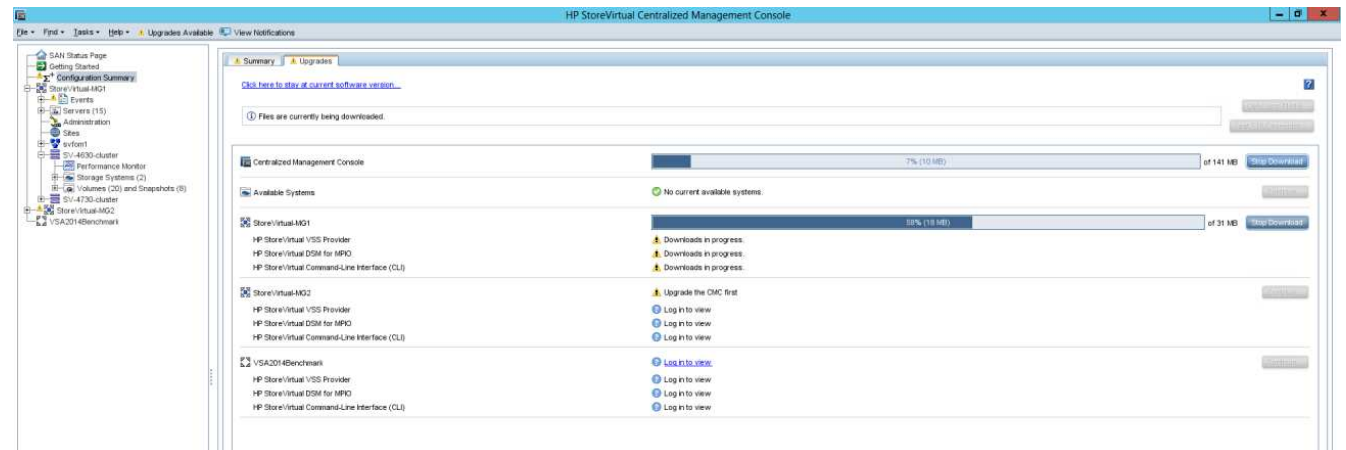 HP StoreVirtual Centralized Management Console
File Find Tasks Help Upgrades Available View Notifications
SAN Status Page
Getting Started
Configuration Summary
StoreVirtual-MG1
Events
Servers (15)
Administration
Sites
svfom1
SV-4630-cluster
Performance Monitor
Storage Systems (2)
Volumes (20) and Snapshots (8)
SV-4730-cluster
StoreVirtual-MG2
VSA2014Benchmark
Summary Upgrades
Click here to stay at current software version...
Files are currently being downloaded.
Centralized Management Console 7% (10 MB) of 141 MB Stop Download
Available Systems No current available systems.
StoreVirtual-MG1 58% (18 MB) of 31 MB Stop Download
HP StoreVirtual VSS Provider Downloads in progress.
HP StoreVirtual DSM for MPIO Downloads in progress.
HP StoreVirtual Command-Line Interface (CLI) Downloads in progress.
StoreVirtual-MG2 Upgrade the CMC first
HP StoreVirtual VSS Provider Log in to view
HP StoreVirtual DSM for MPIO Log in to view
HP StoreVirtual Command-Line Interface (CLI) Log in to view
VSA2014Benchmark Log in to view.
HP StoreVirtual VSS Provider Log in to view
HP StoreVirtual DSM for MPIO Log in to view
HP StoreVirtual Command-Line Interface (CLI) Log in to view